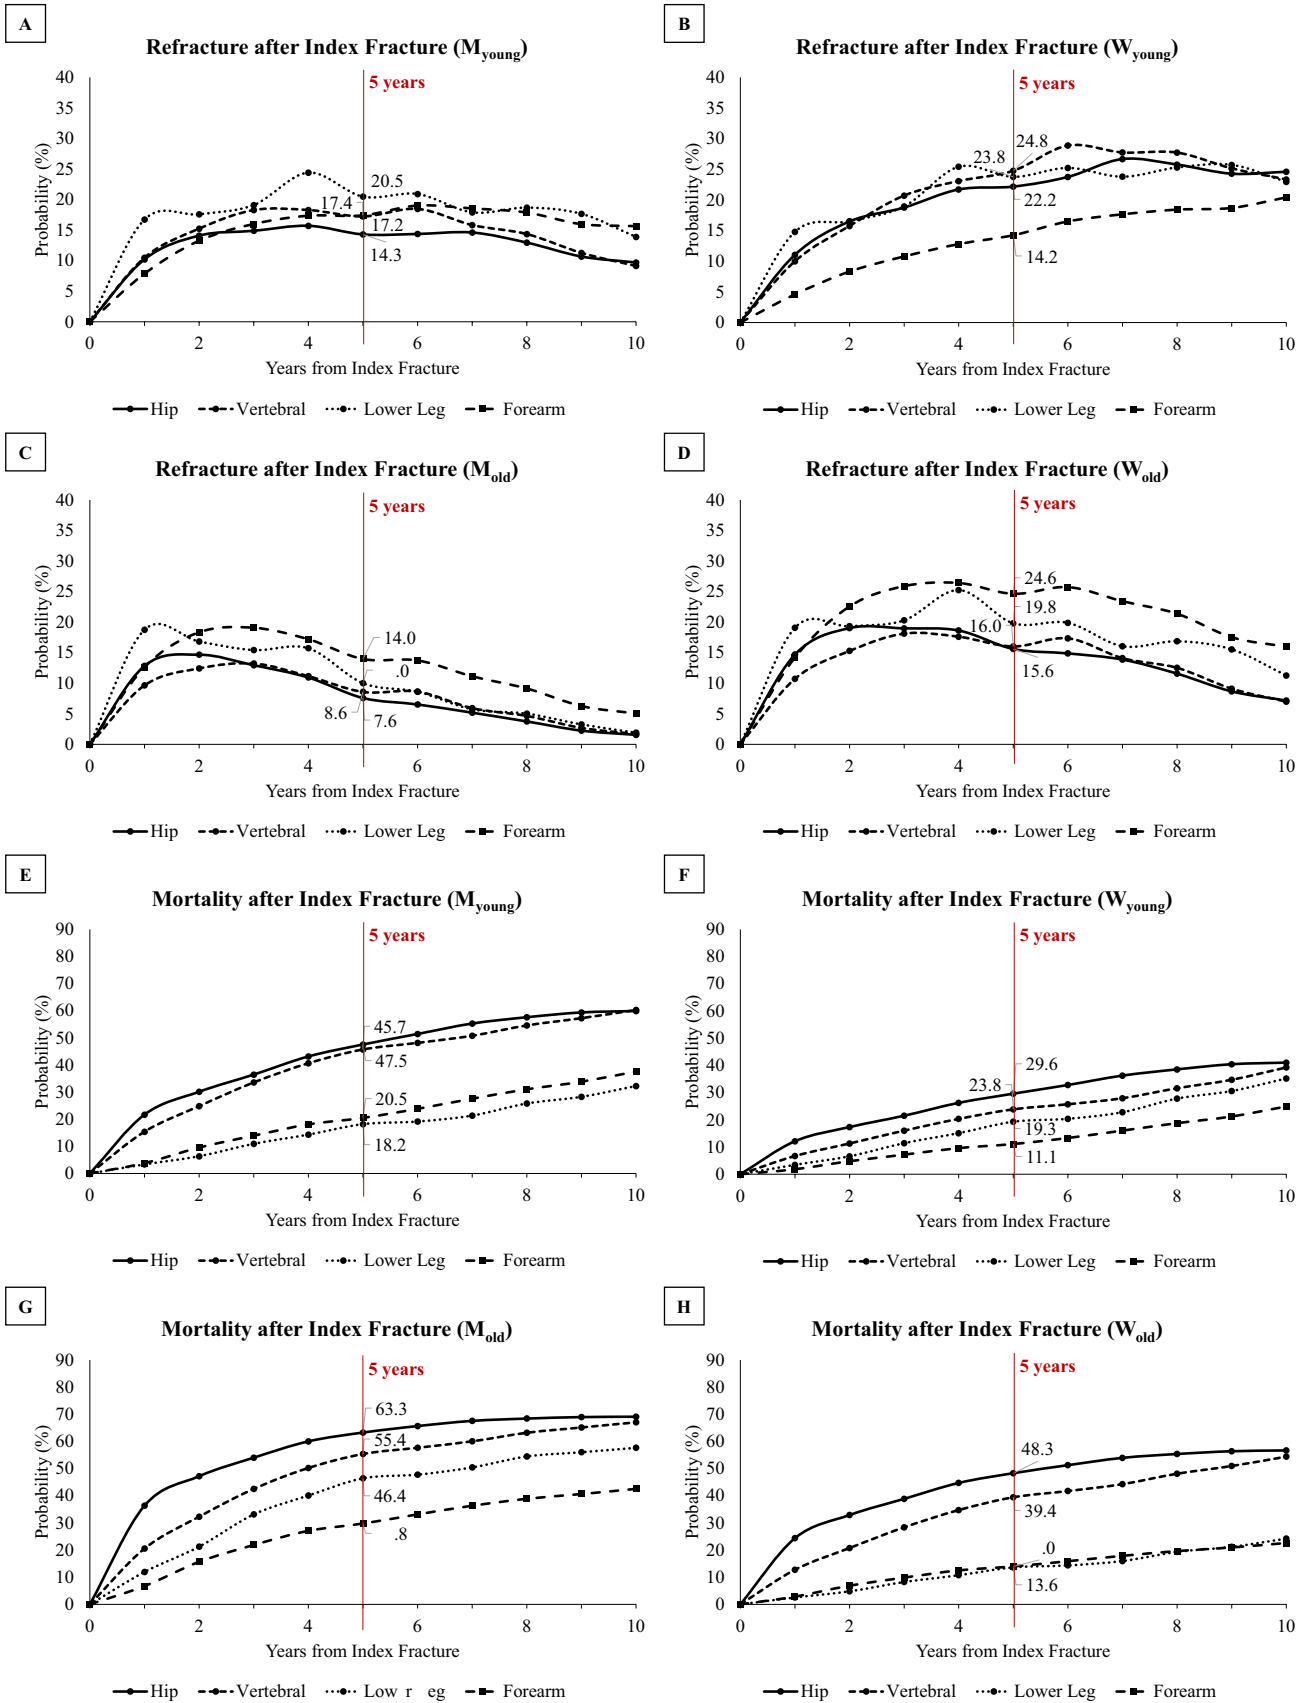 A
Refracture after Index Fracture (Myoung)
5 years
Probability (%)
40
35
30
25
20
15
10
5
0
20.5
17.4
17.2
14.3
0 2 4 6 8 10
Years from Index Fracture
Hip Vertebral Lower Leg Forearm
B
Refracture after Index Fracture (Wyoung)
5 years
Probability (%)
40
35
30
25
20
15
10
5
0
24.8
23.8
22.2
14.2
0 2 4 6 8 10
Years from Index Fracture
Hip Vertebral Lower Leg Forearm
C
Refracture after Index Fracture (Mold)
5 years
Probability (%)
40
35
30
25
20
15
10
5
0
14.0
.0
8.6
7.6
0 2 4 6 8 10
Years from Index Fracture
Hip Vertebral Lower Leg Forearm
D
Refracture after Index Fracture (Wold)
5 years
Probability (%)
40
35
30
25
20
15
10
5
0
24.6
19.8
16.0
15.6
0 2 4 6 8 10
Years from Index Fracture
Hip Vertebral Lower Leg Forearm
E
Mortality after Index Fracture (Myoung)
5 years
Probability (%)
90
80
70
60
50
40
30
20
10
0
45.7
47.5
20.5
18.2
0 2 4 6 8 10
Years from Index Fracture
Hip Vertebral Lower Leg Forearm
F
Mortality after Index Fracture (Wyoung)
5 years
Probability (%)
90
80
70
60
50
40
30
20
10
0
29.6
23.8
19.3
11.1
0 2 4 6 8 10
Years from Index Fracture
Hip Vertebral Lower Leg Forearm
G
Mortality after Index Fracture (Mold)
5 years
Probability (%)
90
80
70
60
50
40
30
20
10
0
63.3
55.4
46.4
.8
0 2 4 6 8 10
Years from Index Fracture
Hip Vertebral Low r eg Forearm
H
Mortality after Index Fracture (Wold)
5 years
Probability (%)
90
80
70
60
50
40
30
20
10
0
48.3
39.4
.0
13.6
0 2 4 6 8 10
Years from Index Fracture
Hip Vertebral Lower Leg Forearm